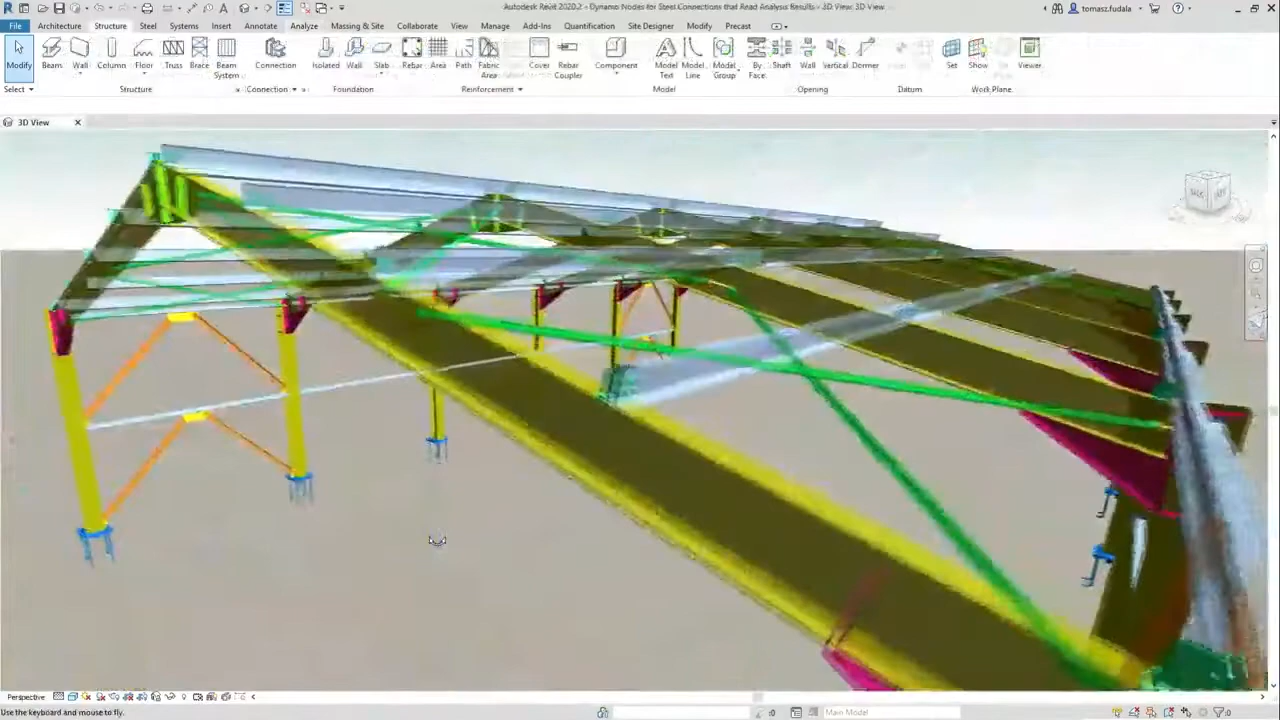 Autodesk Revit 2020.2 - Dynamo Nodes for Steel Connections that Read Analysis Results - 3D View: 3D View
tomasz.fudala
File Architecture Structure Steel Systems Insert Annotate Analyze Massing & Site Collaborate View Manage Add-Ins Quantification Site Designer Modify Precast
Modify Beam Wall Column Floor Truss Brace Beam System Connection Isolated Wall Slab Rebar Area Path Fabric Area Cover Rebar Coupler Component Model Text Model Line Model Group By Face Shaft Wall Vertical Dormer Set Show Viewer
Select Structure Connection Foundation Reinforcement Model Opening Datum Work Plane
3D View
Perspective
Use the keyboard and mouse to fly.
:0
Main Model
:0